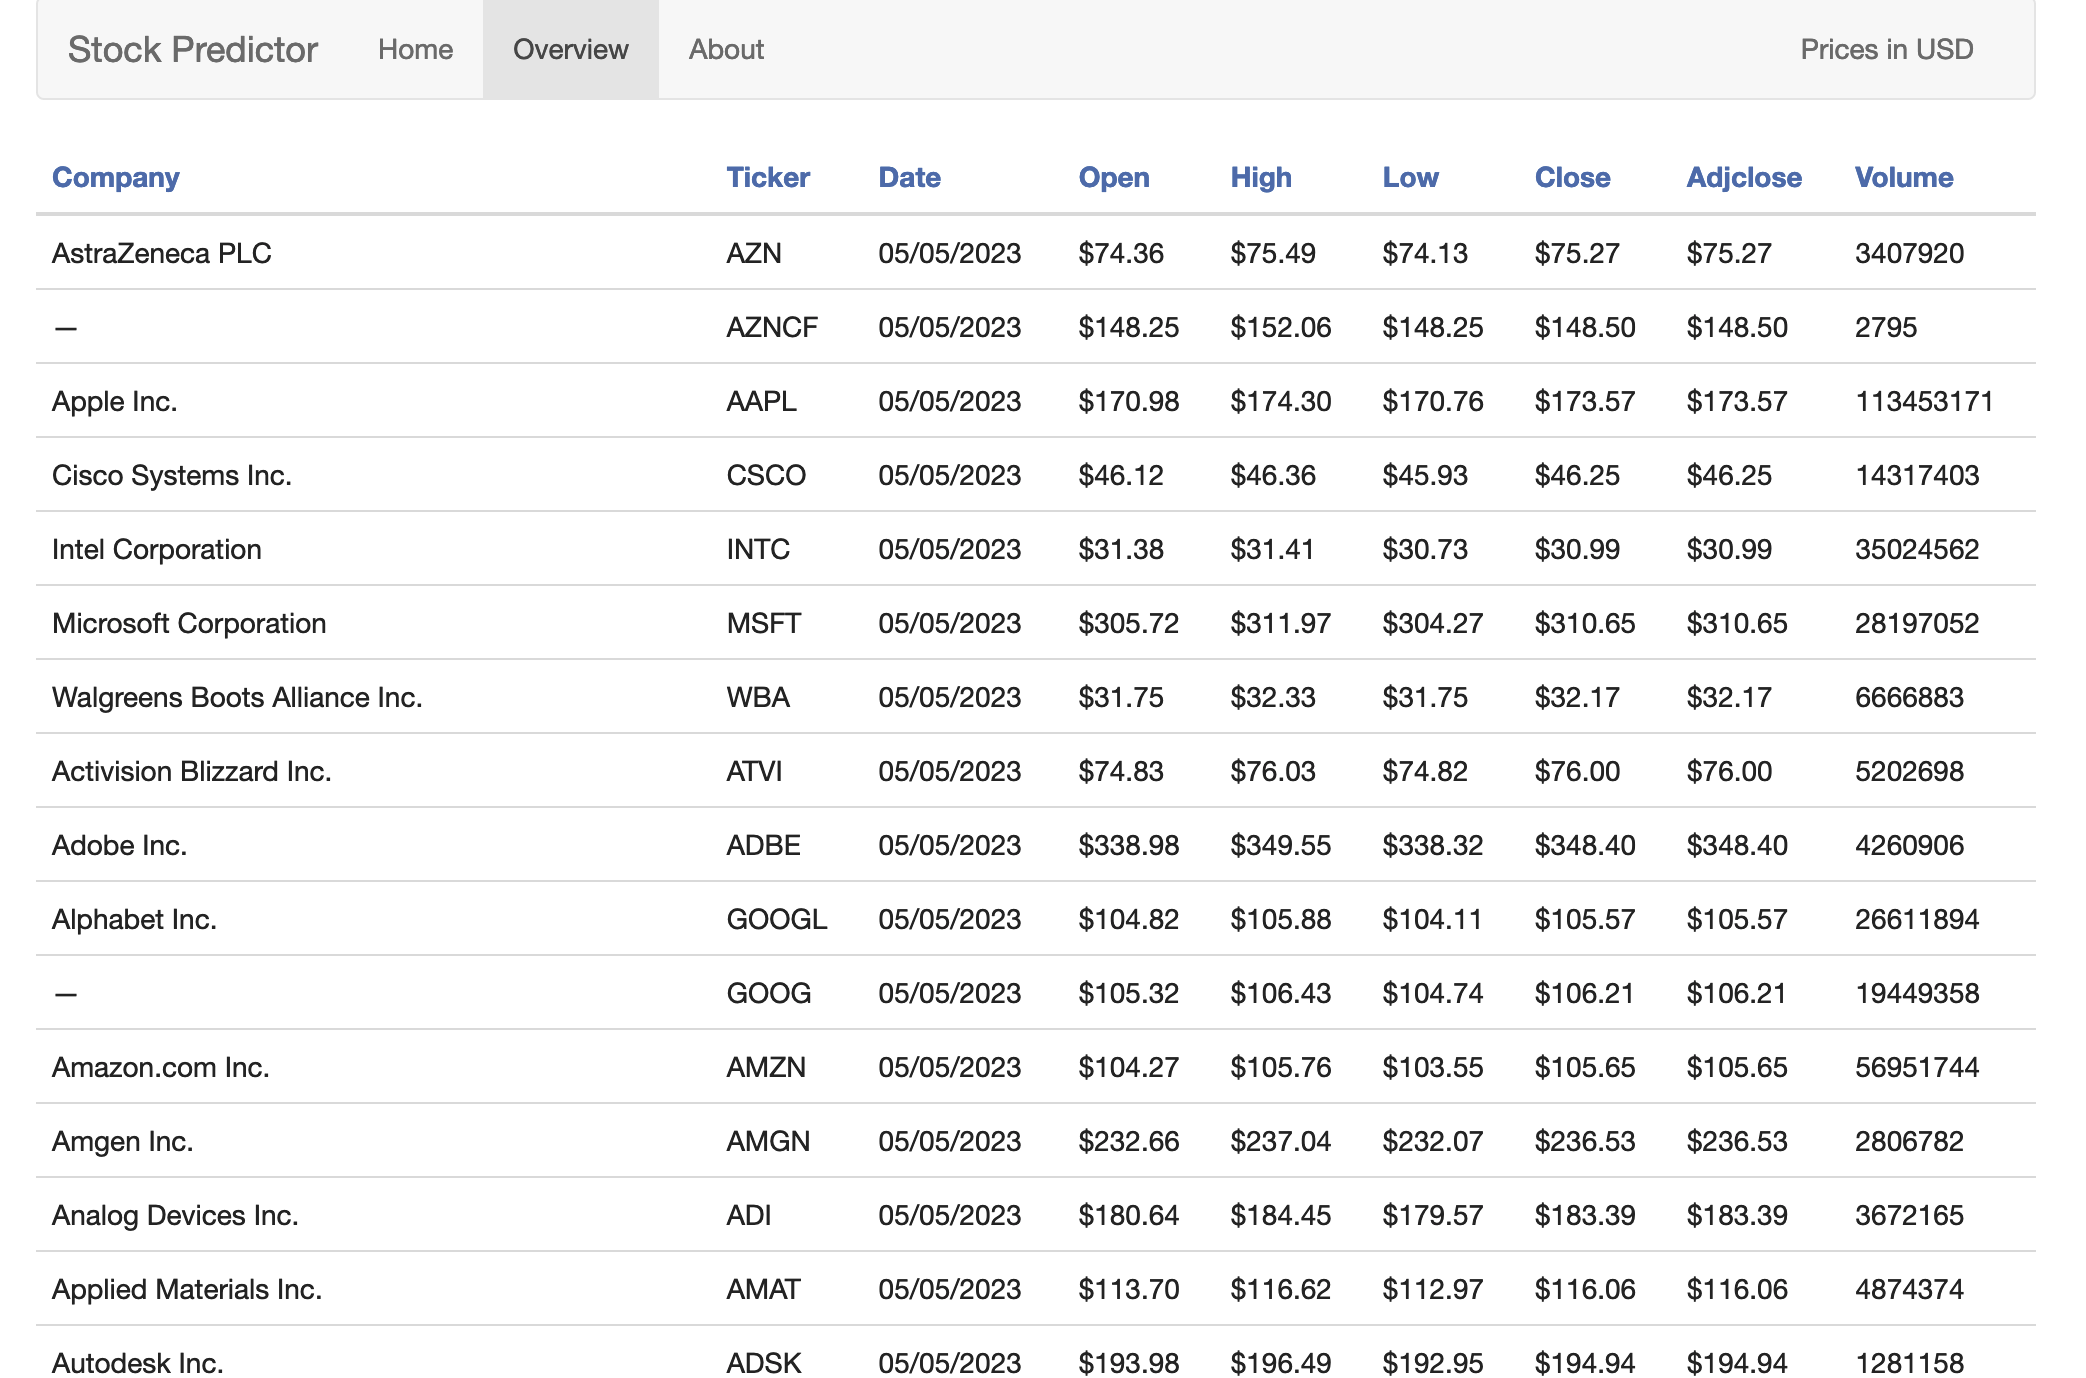 Stock Predictor Home Overview About Prices in USD
Company Ticker Date Open High Low Close Adjclose Volume
AstraZeneca PLC AZN 05/05/2023 $74.36 $75.49 $74.13 $75.27 $75.27 3407920
— AZNCF 05/05/2023 $148.25 $152.06 $148.25 $148.50 $148.50 2795
Apple Inc. AAPL 05/05/2023 $170.98 $174.30 $170.76 $173.57 $173.57 113453171
Cisco Systems Inc. CSCO 05/05/2023 $46.12 $46.36 $45.93 $46.25 $46.25 14317403
Intel Corporation INTC 05/05/2023 $31.38 $31.41 $30.73 $30.99 $30.99 35024562
Microsoft Corporation MSFT 05/05/2023 $305.72 $311.97 $304.27 $310.65 $310.65 28197052
Walgreens Boots Alliance Inc. WBA 05/05/2023 $31.75 $32.33 $31.75 $32.17 $32.17 6666883
Activision Blizzard Inc. ATVI 05/05/2023 $74.83 $76.03 $74.82 $76.00 $76.00 5202698
Adobe Inc. ADBE 05/05/2023 $338.98 $349.55 $338.32 $348.40 $348.40 4260906
Alphabet Inc. GOOGL 05/05/2023 $104.82 $105.88 $104.11 $105.57 $105.57 26611894
— GOOG 05/05/2023 $105.32 $106.43 $104.74 $106.21 $106.21 19449358
Amazon.com Inc. AMZN 05/05/2023 $104.27 $105.76 $103.55 $105.65 $105.65 56951744
Amgen Inc. AMGN 05/05/2023 $232.66 $237.04 $232.07 $236.53 $236.53 2806782
Analog Devices Inc. ADI 05/05/2023 $180.64 $184.45 $179.57 $183.39 $183.39 3672165
Applied Materials Inc. AMAT 05/05/2023 $113.70 $116.62 $112.97 $116.06 $116.06 4874374
Autodesk Inc. ADSK 05/05/2023 $193.98 $196.49 $192.95 $194.94 $194.94 1281158